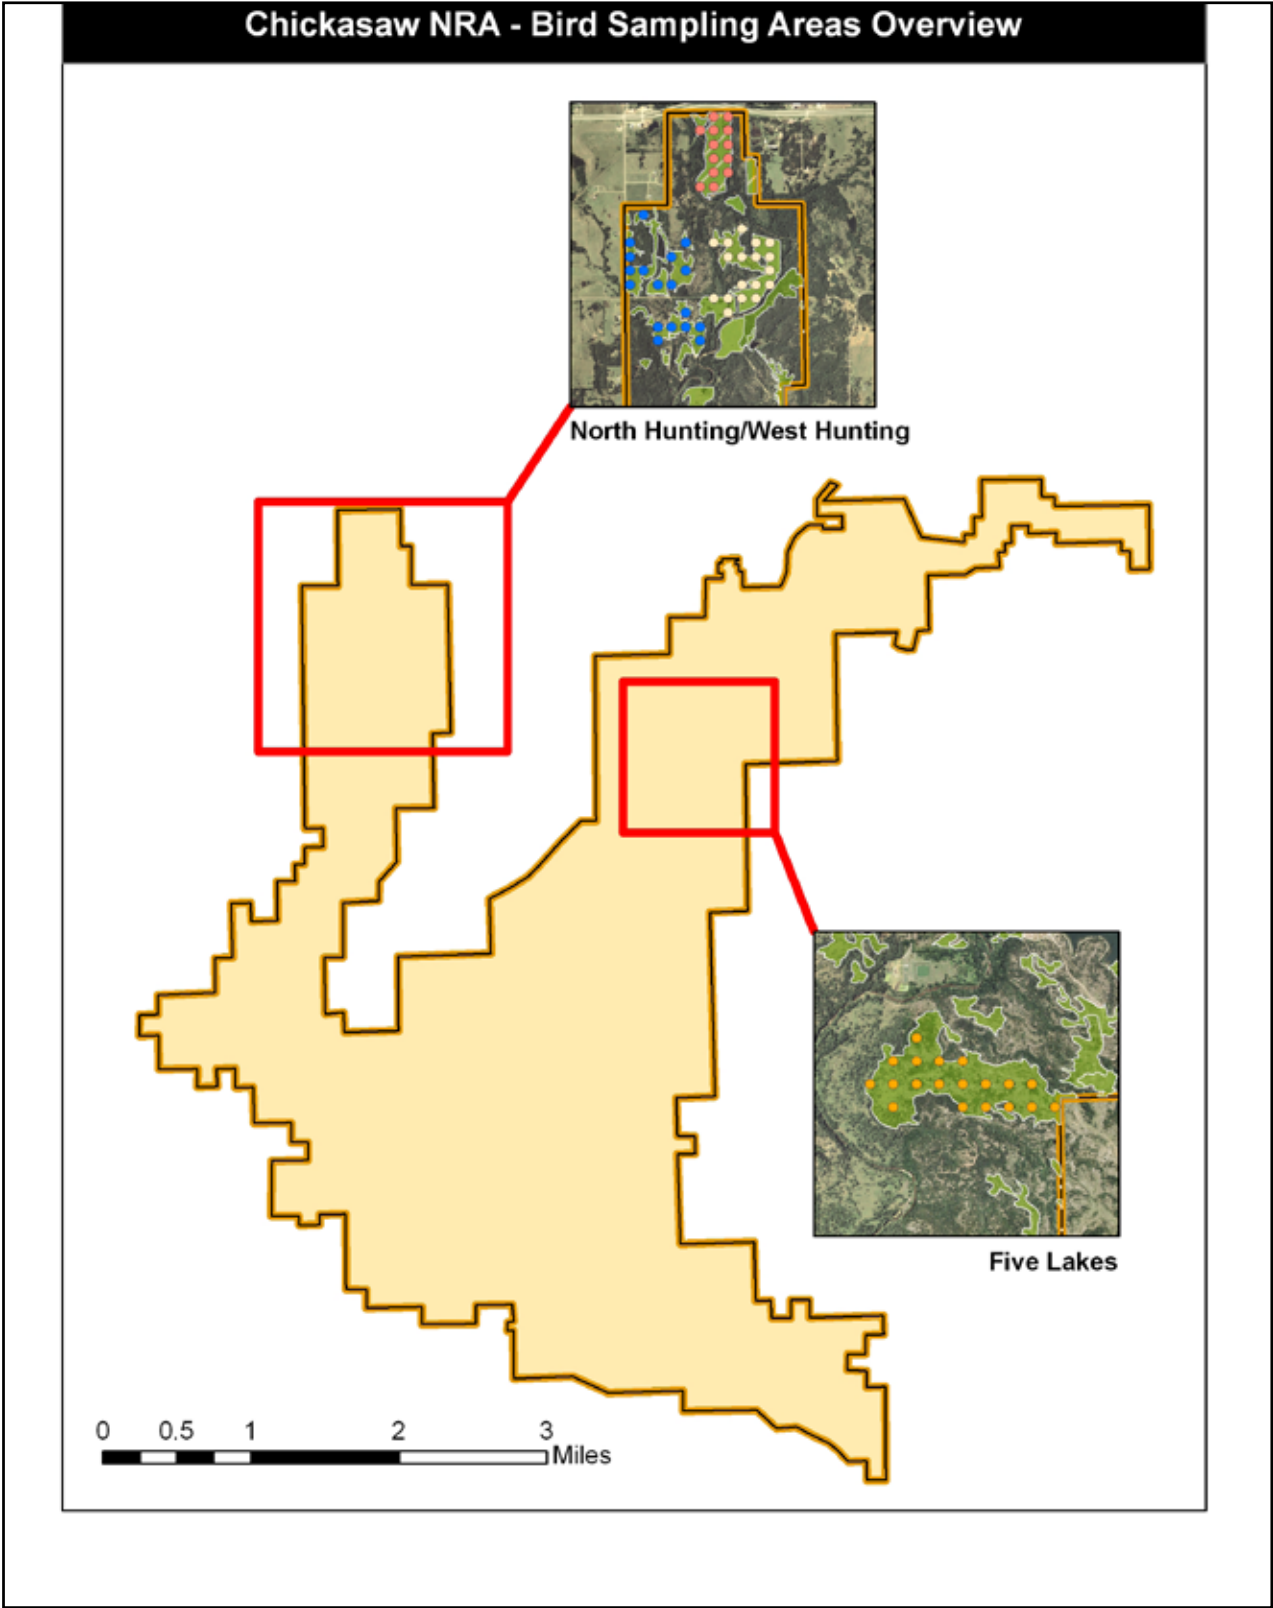 Chickasaw NRA - Bird Sampling Areas Overview
North Hunting/West Hunting
Five Lakes
0 0.5 1 2 3
Miles